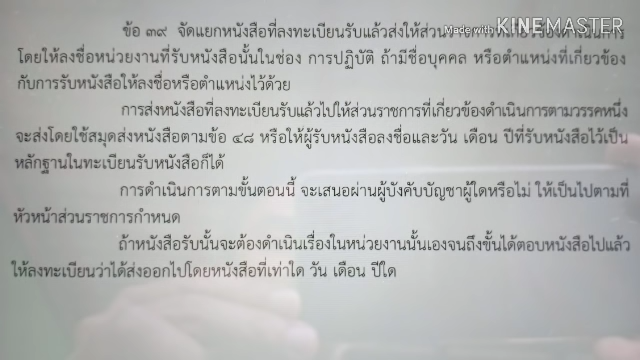 Made with KINEMASTER
ข้อ ๓๙ จัดแยกหนังสือที่ลงทะเบียนรับแล้วส่งให้ส่วนราชการที่เกี่ยวข้องดำเนินการ
โดยให้ลงชื่อหน่วยงานที่รับหนังสือนั้นในช่อง การปฏิบัติ ถ้ามีชื่อบุคคล หรือตำแหน่งที่เกี่ยวข้อง
กับการรับหนังสือให้ลงชื่อหรือตำแหน่งไว้ด้วย
การส่งหนังสือที่ลงทะเบียนรับแล้วไปให้ส่วนราชการที่เกี่ยวข้องดำเนินการตามวรรคหนึ่ง
จะส่งโดยใช้สมุดส่งหนังสือตามข้อ ๔๘ หรือให้ผู้รับหนังสือลงชื่อและวัน เดือน ปีที่รับหนังสือไว้เป็น
หลักฐานในทะเบียนรับหนังสือก็ได้
การดำเนินการตามขั้นตอนนี้ จะเสนอผ่านผู้บังคับบัญชาผู้ใดหรือไม่ ให้เป็นไปตามที่
หัวหน้าส่วนราชการกำหนด
ถ้าหนังสือรับนั้นจะต้องดำเนินเรื่องในหน่วยงานนั้นเองจนถึงขั้นได้ตอบหนังสือไปแล้ว
ให้ลงทะเบียนว่าได้ส่งออกไปโดยหนังสือที่เท่าใด วัน เดือน ปีใด